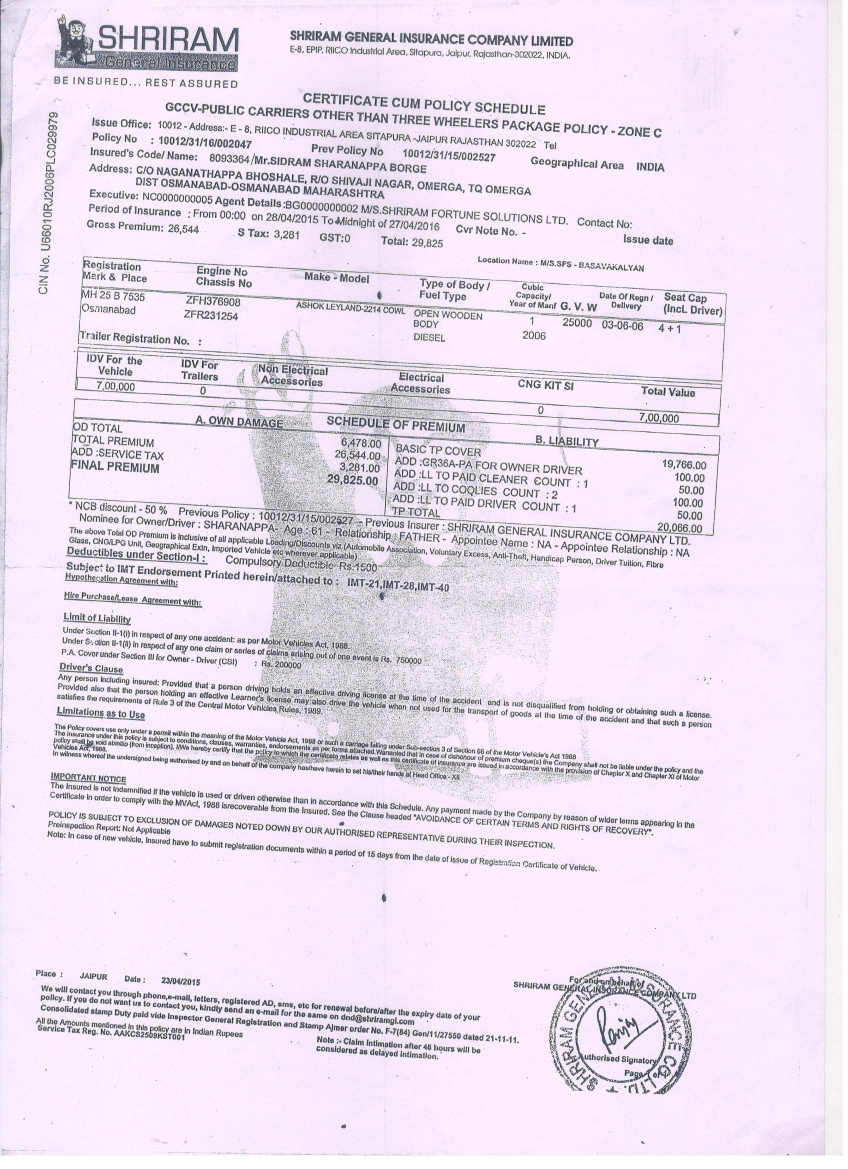 SHRIRAM
General Insurance
BE INSURED... REST ASSURED
SHRIRAM GENERAL INSURANCE COMPANY LIMITED
E-8, EPIP, RIICO Industrial Area, Sitapura, Jaipur, Rajasthan-302022, INDIA.
CIN No. U66010RJ2006PLC029979
CERTIFICATE CUM POLICY SCHEDULE
GCCV-PUBLIC CARRIERS OTHER THAN THREE WHEELERS PACKAGE POLICY - ZONE C
Issue Office: 10012 - Address:- E - 8, RIICO INDUSTRIAL AREA SITAPURA -JAIPUR RAJASTHAN 302022 Tel
Policy No : 10012/31/16/002047 Prev Policy No 10012/31/15/002527 Geographical Area INDIA
Insured's Code/ Name: 8093364/Mr.SIDRAM SHARANAPPA BORGE
Address: C/O NAGANATHAPPA BHOSHALE, R/O SHIVAJI NAGAR, OMERGA, TQ OMERGA
DIST OSMANABAD-OSMANABAD MAHARASHTRA
Executive: NC0000000005 Agent Details :BG0000000002 M/S.SHRIRAM FORTUNE SOLUTIONS LTD. Contact No:
Period of Insurance : From 00:00 on 28/04/2015 To Midnight of 27/04/2016 Cvr Note No. - Issue date
Gross Premium: 26,544 S Tax: 3,281 GST:0 Total: 29,825
Location Name : M/S.SFS - BASAVAKALYAN
Registration Mark & Place Engine No Chassis No Make - Model Type of Body / Fuel Type Cubic Capacity/ Year of Manf G. V. W Date Of Regn / Delivery Seat Cap (Incl. Driver)
MH 25 B 7535 ZFH376908 ASHOK LEYLAND-2214 COWL OPEN WOODEN 1 25000 03-06-06 4 + 1
Osmanabad ZFR231254 BODY
DIESEL 2006
Trailer Registration No. :
IDV For the Vehicle IDV For Trailers Non Electrical Accessories Electrical Accessories CNG KIT SI Total Value
7,00,000 0 0 7,00,000
SCHEDULE OF PREMIUM
A. OWN DAMAGE
OD TOTAL 6,478.00
TOTAL PREMIUM 26,544.00
ADD :SERVICE TAX 3,281.00
FINAL PREMIUM 29,825.00
B. LIABILITY
BASIC TP COVER 19,766.00
ADD :GR36A-PA FOR OWNER DRIVER 100.00
ADD :LL TO PAID CLEANER COUNT : 1 50.00
ADD :LL TO COOLIES COUNT : 2 100.00
ADD :LL TO PAID DRIVER COUNT : 1 50.00
TP TOTAL 20,066.00
* NCB discount - 50 % Previous Policy : 10012/31/15/002527 - Previous Insurer : SHRIRAM GENERAL INSURANCE COMPANY LTD.
Nominee for Owner/Driver : SHARANAPPA- Age : 61 - Relationship : FATHER - Appointee Name : NA - Appointee Relationship : NA
The above Total OD Premium is inclusive of all applicable Loading/Discounts viz (Automobile Association, Voluntary Excess, Anti-Theft, Handicap Person, Driver Tuition, Fibre
Glass, CNG/LPG Unit, Geographical Extn, Imported Vehicle etc wherever applicable)
Deductibles under Section-I : Compulsory Deductible Rs.1500
Subject to IMT Endorsement Printed herein/attached to : IMT-21,IMT-28,IMT-40
Hypothecation Agreement with:
Hire Purchase/Lease Agreement with:
Limit of Liability
Under Section II-1(i) in respect of any one accident: as per Motor Vehicles Act, 1988.
Under Section II-1(ii) in respect of any one claim or series of claims arising out of one event is Rs. 750000
P.A. Cover under Section III for Owner - Driver (CSI) : Rs. 200000
Driver's Clause
Any person including insured: Provided that a person driving holds an effective driving license at the time of the accident and is not disqualified from holding or obtaining such a license.
Provided also that the person holding an effective Learner's license may also drive the vehicle when not used for the transport of goods at the time of the accident and that such a person
satisfies the requirements of Rule 3 of the Central Motor Vehicles Rules, 1989.
Limitations as to Use
The Policy covers use only under a permit within the meaning of the Motor Vehicle Act, 1988 or such a carriage falling under Sub-section 3 of Section 66 of the Motor Vehicle's Act 1988
The insurance under this policy is subject to conditions, clauses, warranties, endorsements as per forms attached.Warranted that in case of dishonour of premium cheque(s) the Company shall not be liable under the policy and the
policy shall be void abinitio (from inception). I/We hereby certify that the policy to which the certificate relates as well as this certificate of insurance are issued in accordance with the provision of Chapter X and Chapter XI of Motor
Vehicles Act, 1988.
In witness whereof the undersigned being authorised by and on behalf of the company has/have herein to set his/their hands at Head Office - XII
IMPORTANT NOTICE
The Insured is not Indemnified if the vehicle is used or driven otherwise than in accordance with this Schedule. Any payment made by the Company by reason of wider terms appearing in the
Certificate in order to comply with the MVAct, 1988 isrecoverable from the Insured. See the Clause headed "AVOIDANCE OF CERTAIN TERMS AND RIGHTS OF RECOVERY".
POLICY IS SUBJECT TO EXCLUSION OF DAMAGES NOTED DOWN BY OUR AUTHORISED REPRESENTATIVE DURING THEIR INSPECTION.
Preinspection Report: Not Applicable
Note: In case of new vehicle, Insured have to submit registration documents within a period of 15 days from the date of issue of Registration Certificate of Vehicle.
Place : JAIPUR Date : 23/04/2015
We will contact you through phone,e-mail, letters, registered AD, sms, etc for renewal before/after the expiry date of your
policy. If you do not want us to contact you, kindly send e-mail for the same on dnd@shriramgi.com
Consolidated stamp Duty paid vide Inspector General Registration and Stamp Ajmer order No. F-7(84) Gen/11/27550 dated 21-11-11.
All the Amounts mentioned in this policy are in Indian Rupees
Service Tax Reg. No. AAKCS2509KST001
Note :- Claim Intimation after 48 hours will be
considered as delayed intimation.
For and on behalf of
SHRIRAM GENERAL INSURANCE COMPANY LTD
SHRIRAM GENERAL INSURANCE CO. LTD.
Authorised Signatory